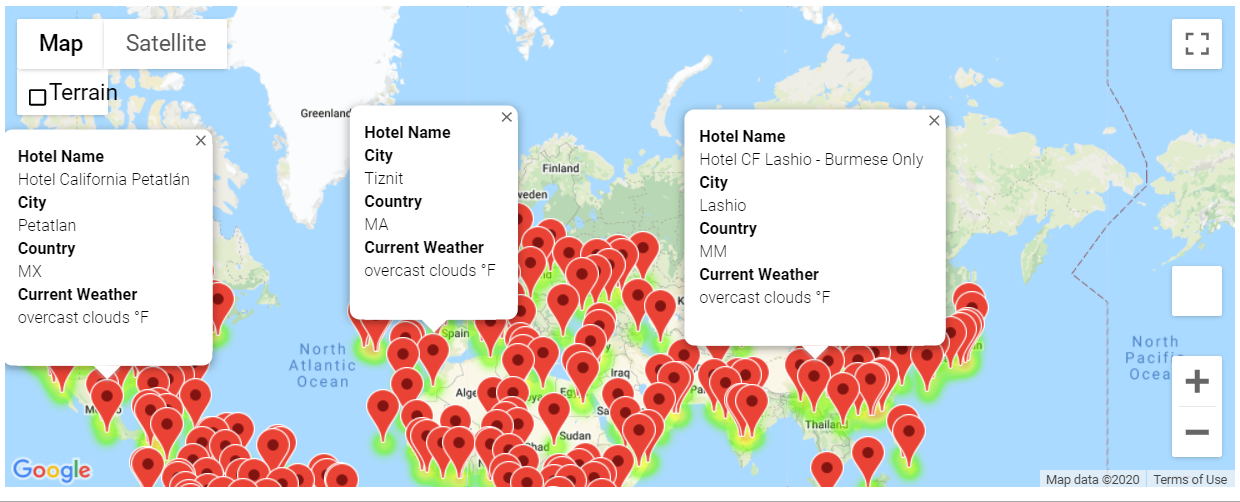 Map Satellite
Terrain
Greenland
Finland
weden
Hotel Name
Hotel California Petatlán
City
Petatlan
Country
MX
Current Weather
overcast clouds °F
Hotel Name
City
Tiznit
Country
MA
Current Weather
overcast clouds °F
Hotel Name
Hotel CF Lashio - Burmese Only
City
Lashio
Country
MM
Current Weather
overcast clouds °F
North
Atlantic
Ocean
Spain
Iraq
Sudan
Thailand
North
Pacific
Ocea
Google
Map data ©2020 Terms of Use